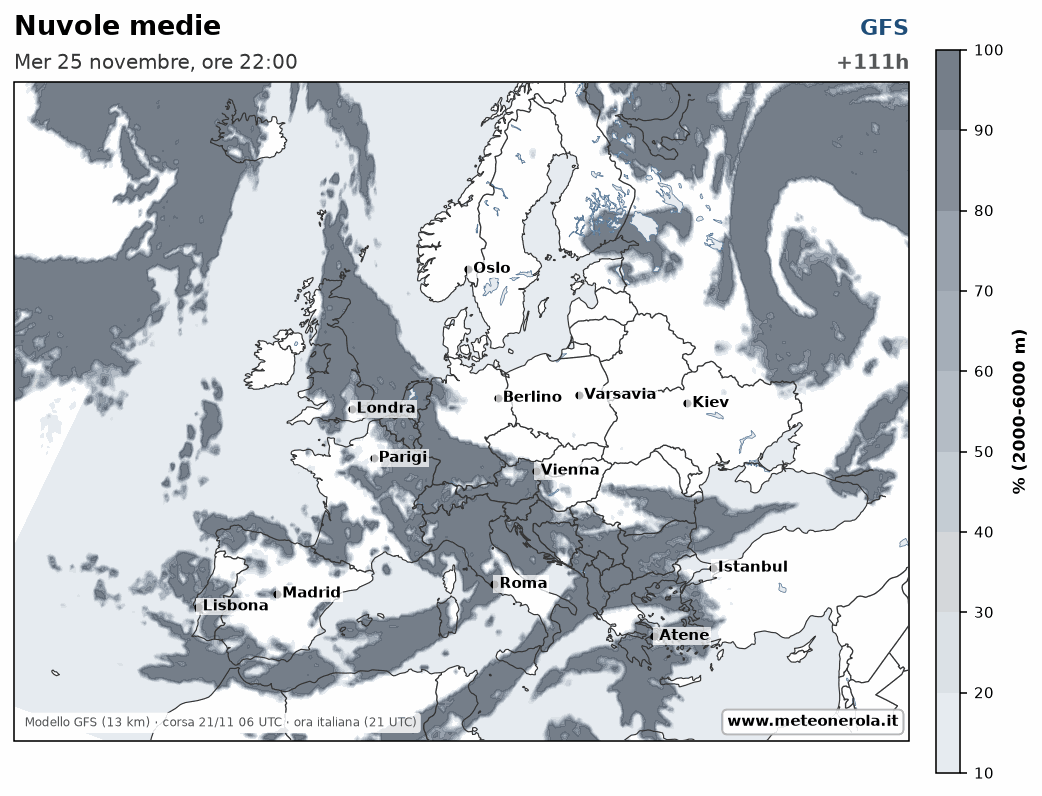 Nuvole medie
GFS
Mer 25 novembre, ore 22:00
+111h
Oslo
Berlino
Varsavia
Kiev
Londra
Parigi
Vienna
Istanbul
Roma
Madrid
Lisbona
Atene
Modello GFS (13 km) · corsa 21/11 06 UTC · ora italiana (21 UTC)
www.meteonerola.it
100
90
80
70
60
50
40
30
20
10
% (2000-6000 m)